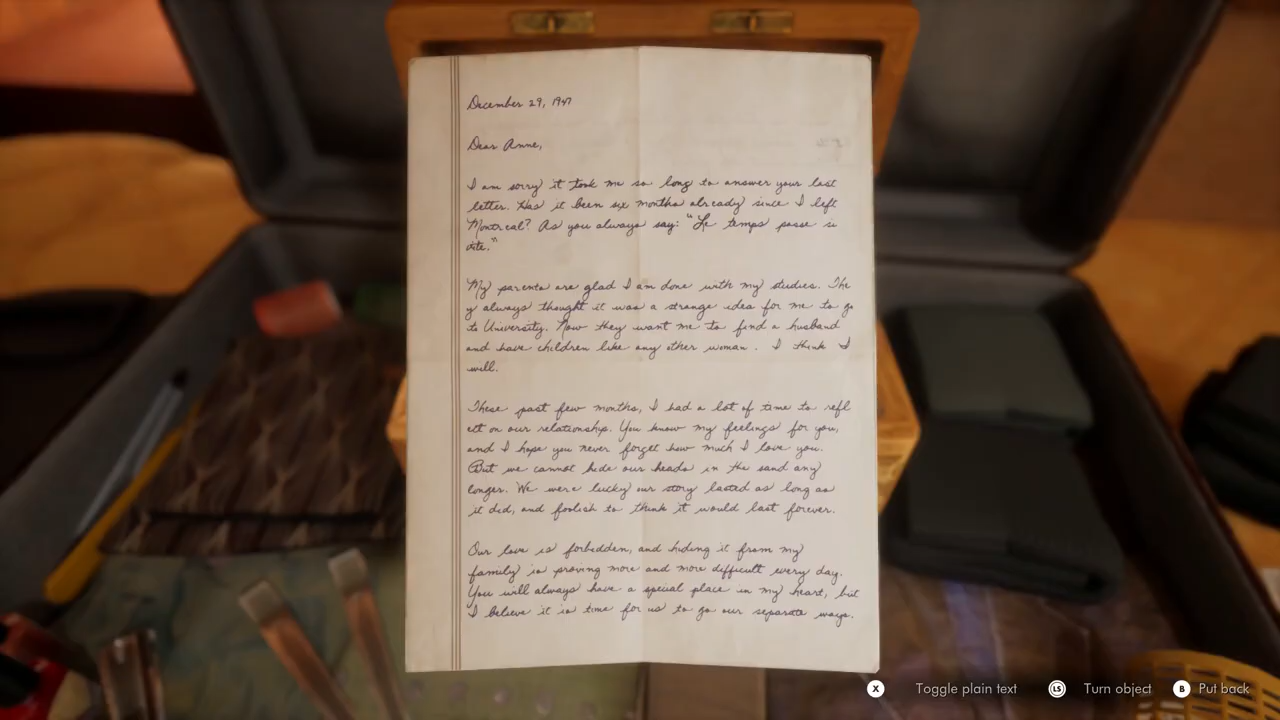 December 29, 1947
Dear Anne,
I am sorry it took me so long to answer your last
letter. Has it been six months already since I left
Montreal? As you always say: "Le temps passe si
vite."
My parents are glad I am done with my studies. The
y always thought it was a strange idea for me to go
to University. Now they want me to find a husband
and have children like any other woman. I think I
will.
These past few months, I had a lot of time to refl
ect on our relationship. You know my feelings for you,
and I hope you never forget how much I love you.
But we cannot hide our heads in the sand any
longer. We were lucky our story lasted as long as
it did, and foolish to think it would last forever.
Our love is forbidden, and hiding it from my
family is proving more and more difficult every day.
You will always have a special place in my heart, but
I believe it is time for us to go our separate ways.
X Toggle plain text LS Turn object B Put back